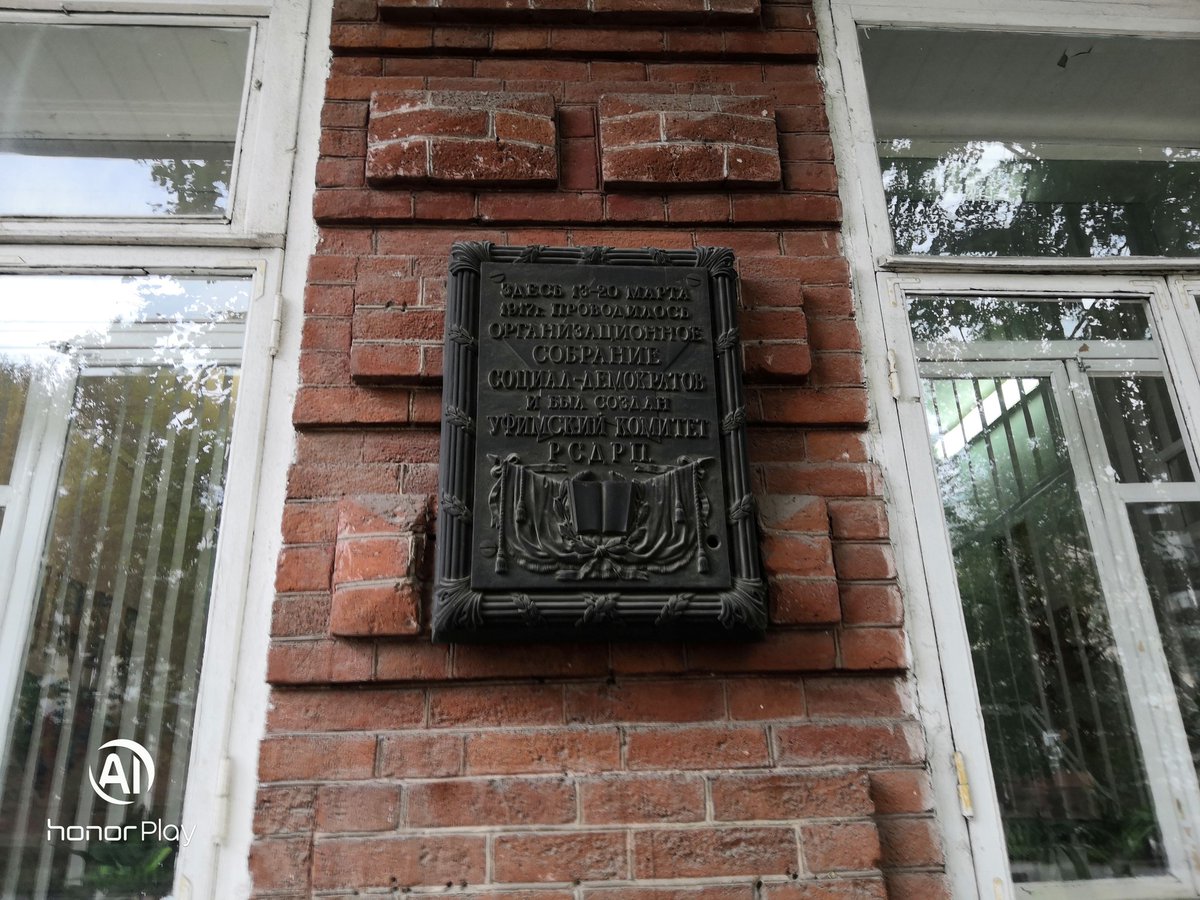 ЗДЕСЬ 13-20 МАРТА
1917г. ПРОВОДИЛОСЬ
ОРГАНИЗАЦИОННОЕ
СОБРАНИЕ
СОЦИАЛ-ДЕМОКРАТОВ
И БЫЛ СОЗДАН
УФИМСКИЙ КОМИТЕТ
РСДРП
AI
honor Play